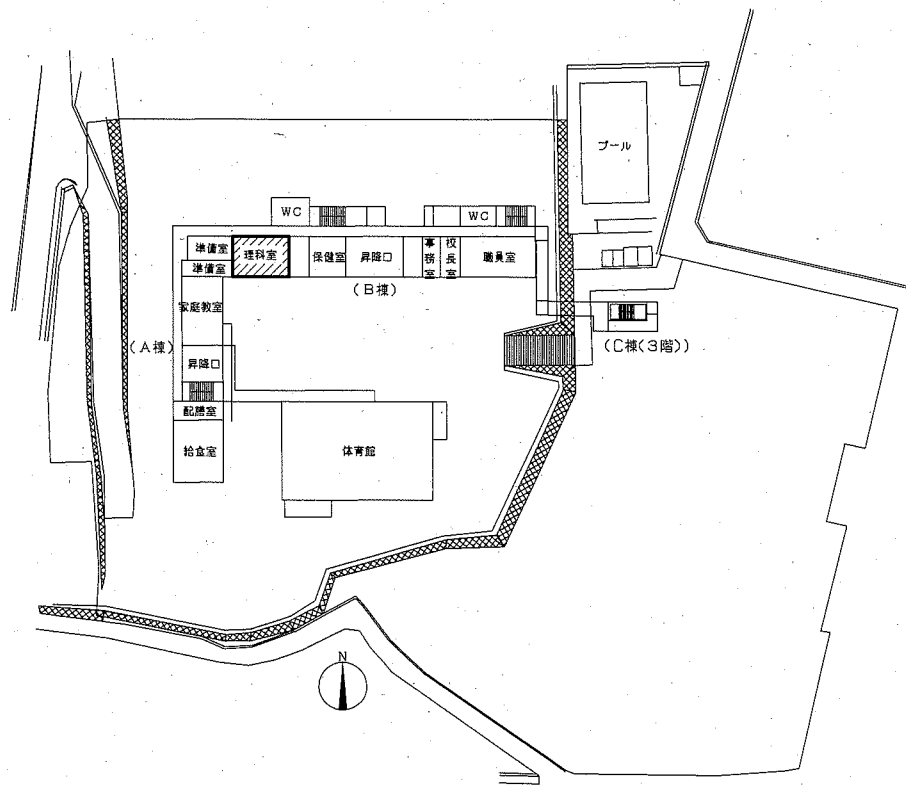 プール
WC
WC
準備室
理科室
保健室
昇降口
事務室
校長室
職員室
準備室
(B棟)
家庭教室
(A棟)
(C棟(3階))
昇降口
配膳室
給食室
体育館
N